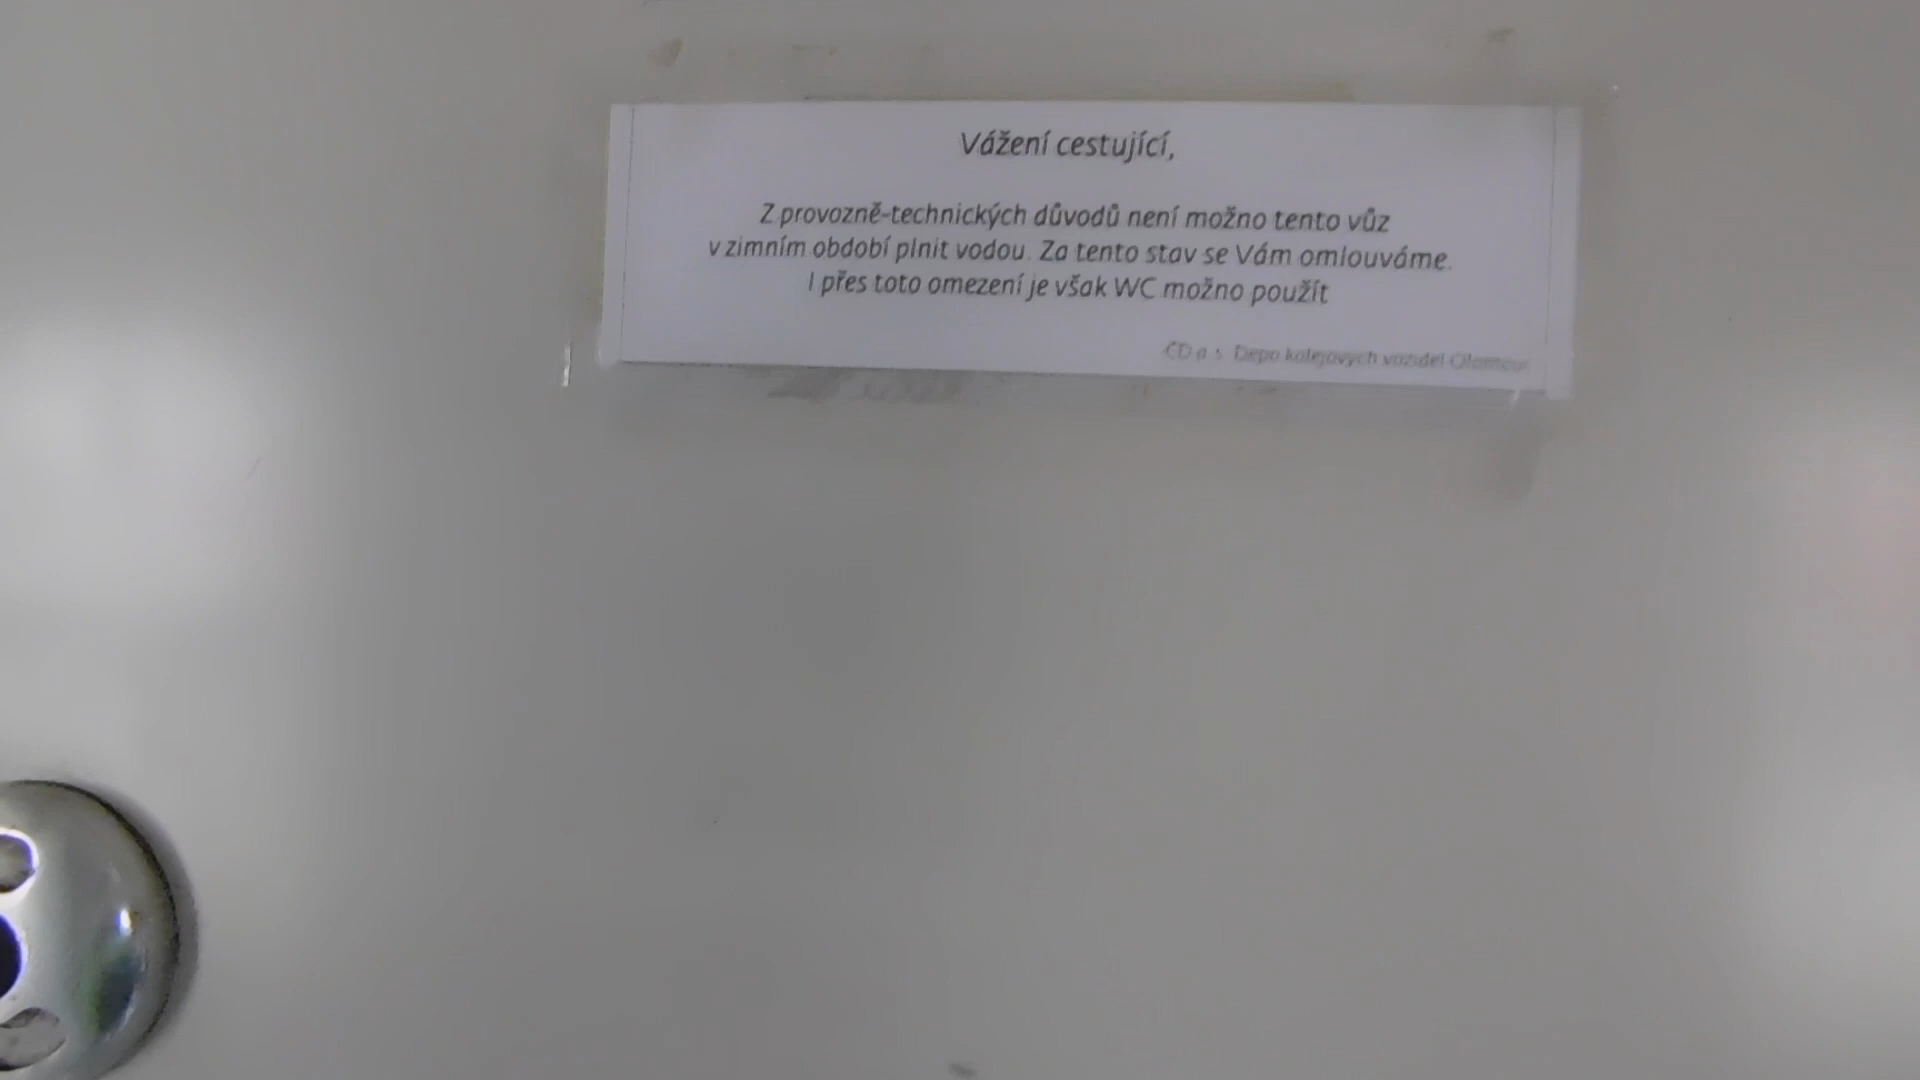 Vážení cestující,
Z provozně-technických důvodů není možno tento vůz
v zimním období plnit vodou. Za tento stav se Vám omlouváme.
I přes toto omezení je však WC možno použít
ČD a s. Depo kolejových vozidel Olomouc